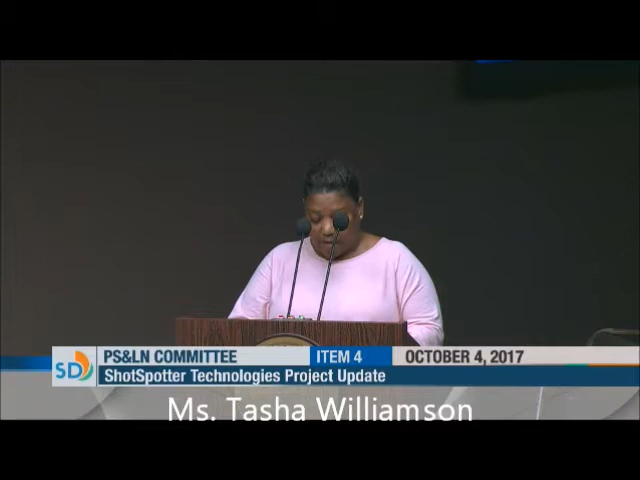 SD
PS&LN COMMITTEE
ITEM 4
OCTOBER 4, 2017
ShotSpotter Technologies Project Update
Ms. Tasha Williamson